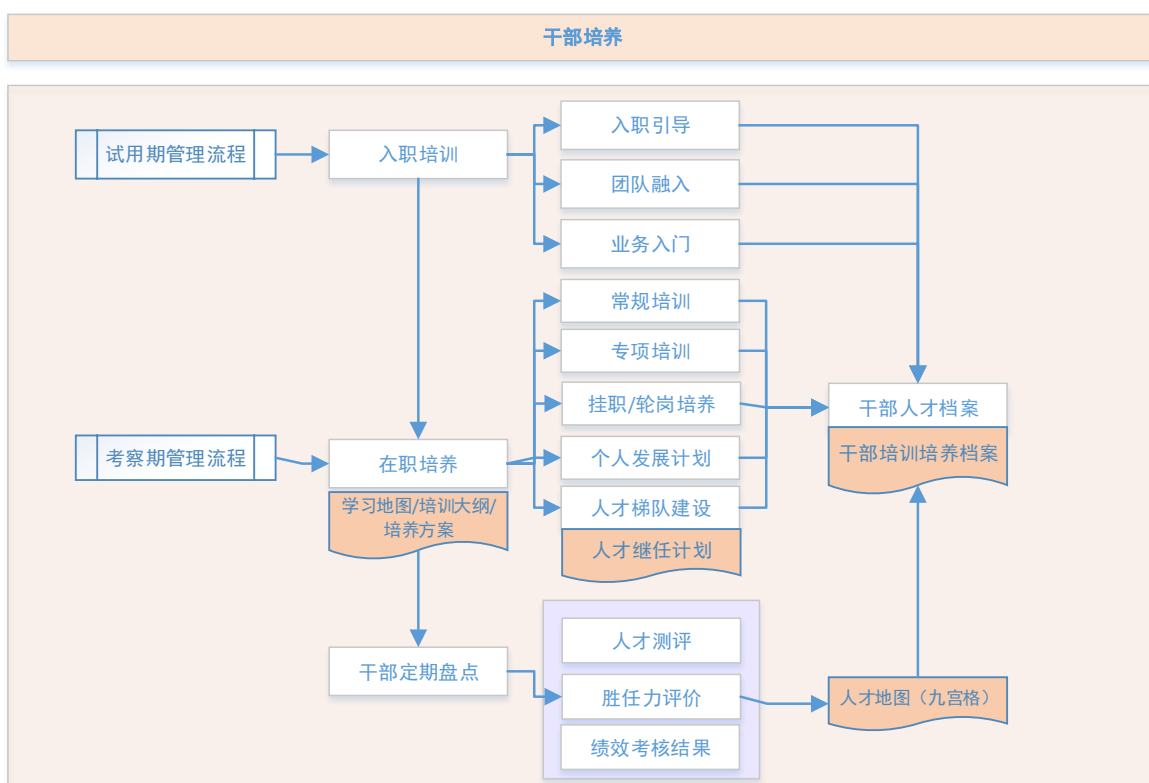 干部培养
试用期管理流程
入职培训
入职引导
团队融入
业务入门
常规培训
专项培训
挂职/轮岗培养
个人发展计划
人才梯队建设
人才继任计划
考察期管理流程
在职培养
学习地图/培训大纲/
培养方案
干部人才档案
干部培训培养档案
干部定期盘点
人才测评
胜任力评价
绩效考核结果
人才地图（九宫格）